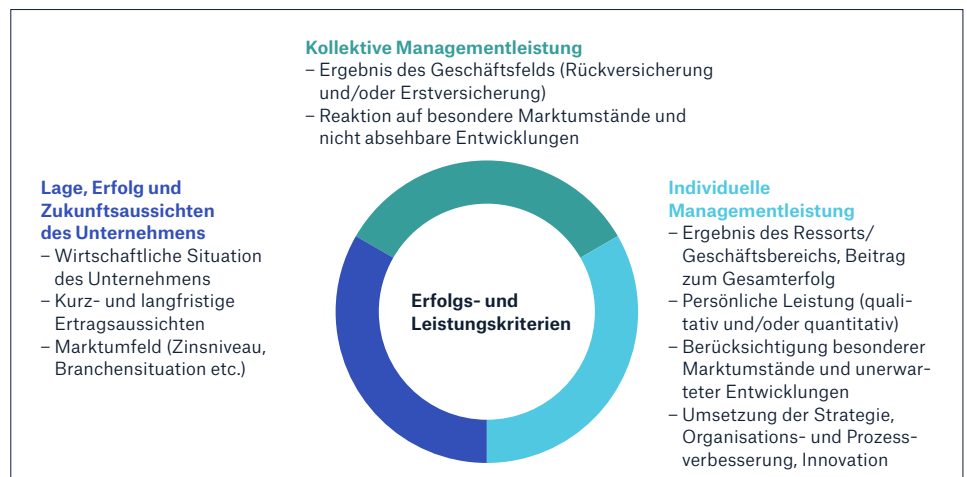 Kollektive Managementleistung
– Ergebnis des Geschäftsfelds (Rückversicherung
und/oder Erstversicherung)
– Reaktion auf besondere Marktumstände und
nicht absehbare Entwicklungen
Lage, Erfolg und
Zukunftsaussichten
des Unternehmens
– Wirtschaftliche Situation
des Unternehmens
– Kurz- und langfristige
Ertragsaussichten
– Marktumfeld (Zinsniveau,
Branchensituation etc.)
Erfolgs- und
Leistungskriterien
Individuelle
Managementleistung
– Ergebnis des Ressorts/
Geschäftsbereichs, Beitrag
zum Gesamterfolg
– Persönliche Leistung (quali-
tativ und/oder quantitativ)
– Berücksichtigung besonderer
Marktumstände und unerwar-
teter Entwicklungen
– Umsetzung der Strategie,
Organisations- und Prozess-
verbesserung, Innovation